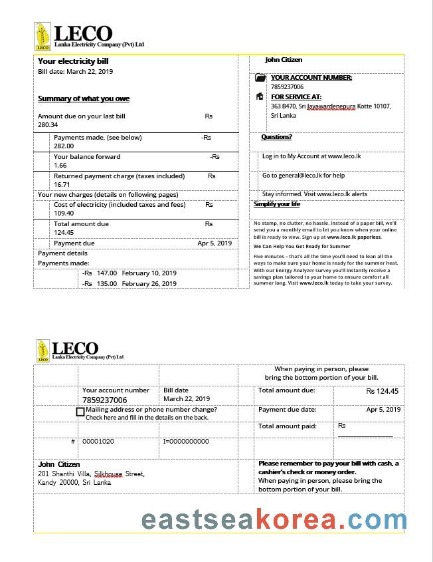 LECO
Lanka Electricity Company (Pvt) Ltd
Your electricity bill
Bill date: March 22, 2019
Summary of what you owe
Amount due on your last bill Rs
280.34
Payments made. (see below) -Rs
282.00
Your balance forward -Rs
1.66
Returned payment charge (taxes included) Rs
16.71
Your new charges (details on following pages)
Cost of electricity (included taxes and fees) Rs
109.40
Total amount due Rs
124.45
Payment due Apr 5, 2019
Payment details
Payments made:
-Rs 147.00 February 10, 2019
-Rs 135.00 February 26, 2019
John Citizen
YOUR ACCOUNT NUMBER:
7859237006
FOR SERVICE AT:
363 B470, Sri Jayawardenepura Kotte 10107,
Sri Lanka
Questions?
Log in to My Account at www.leco.lk
Go to general@leco.lk for help
Stay informed. Visit www.leco.lk alerts
Simplify your life
No stamp, no clutter, no hassle. Instead of a paper bill, we'll
send you a monthly email to let you know when your online
bill is ready to view. Sign up at www.leco.lk paperless.
We Can Help You Get Ready for Summer
Five minutes – that's all the time you'll need to lean all the
ways to make sure your home is ready for the summer heat.
With our Energy Analyzer survey you'll instantly receive a
savings plan tailored to your home to ensure comfort all
summer long. Visit www.leco.lk today to take your survey.
LECO
Lanka Electricity Company (Pvt) Ltd
When paying in person, please
bring the bottom portion of your bill.
Your account number Bill date
7859237006 March 22, 2019
Mailing address or phone number change?
Check here and fill in the details on the back.
# 00001020 I=0000000000
Total amount due: Rs 124.45
Payment due date: Apr 5, 2019
Total amount paid: Rs
John Citizen
201 Shanthi Villa, Silkhouse Street,
Kandy 20000, Sri Lanka
Please remember to pay your bill with cash, a
cashier's check or money order.
When paying in person, please bring the
bottom portion of your bill.
eastseakorea.com